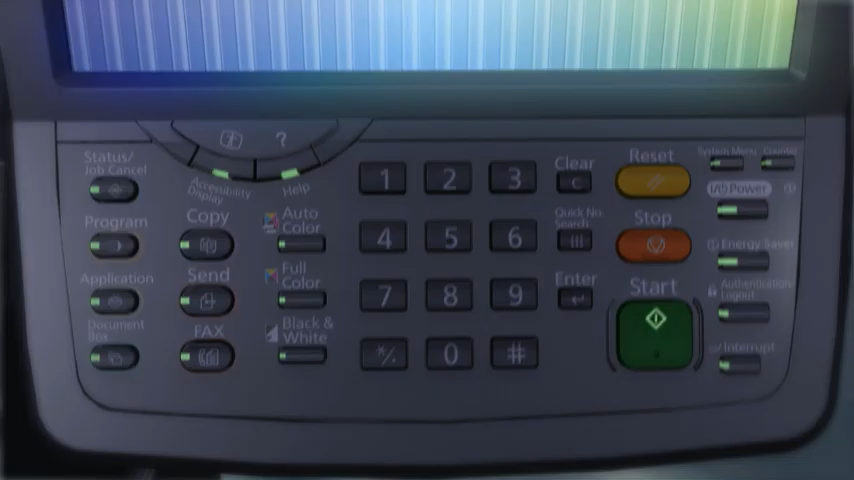 ?
Accessibility
Display
Help
Status/
Job Cancel
Program
Application
Document
Box
Copy
Send
FAX
Auto
Color
Full
Color
Black &
White
1 2 3
4 5 6
7 8 9
*/. 0 #
Clear
C
Quick No.
Search
Enter
Reset
Stop
Start
System Menu
Counter
Power
Energy Saver
Authentication/
Logout
Interrupt